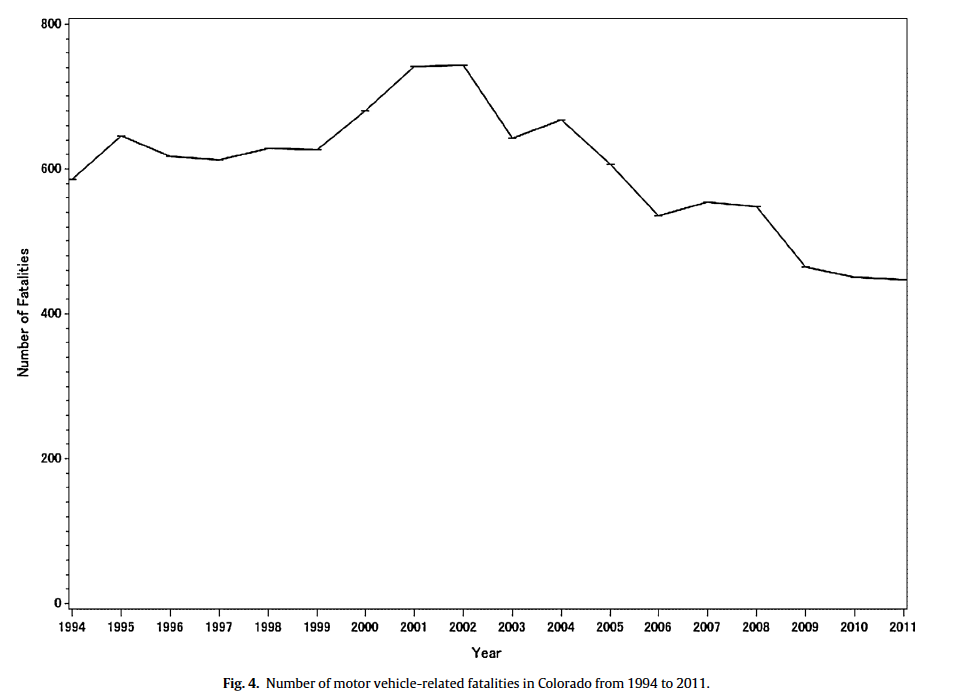 800
600
400
200
0
Number of Fatalities
1994 1995 1996 1997 1998 1999 2000 2001 2002 2003 2004 2005 2006 2007 2008 2009 2010 2011
Year
Fig. 4. Number of motor vehicle-related fatalities in Colorado from 1994 to 2011.